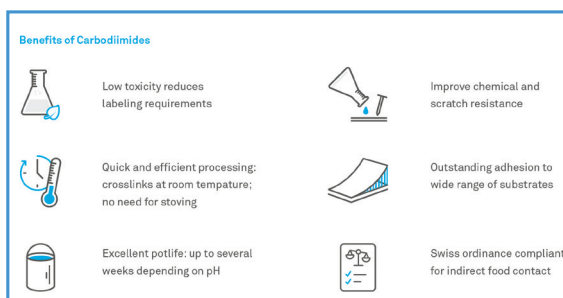 Benefits of Carbodiimides
Low toxicity reduces
labeling requirements
Improve chemical and
scratch resistance
Quick and efficient processing:
crosslinks at room tempature;
no need for stoving
Outstanding adhesion to
wide range of substrates
Excellent potlife: up to several
weeks depending on pH
Swiss ordinance compliant
for indirect food contact